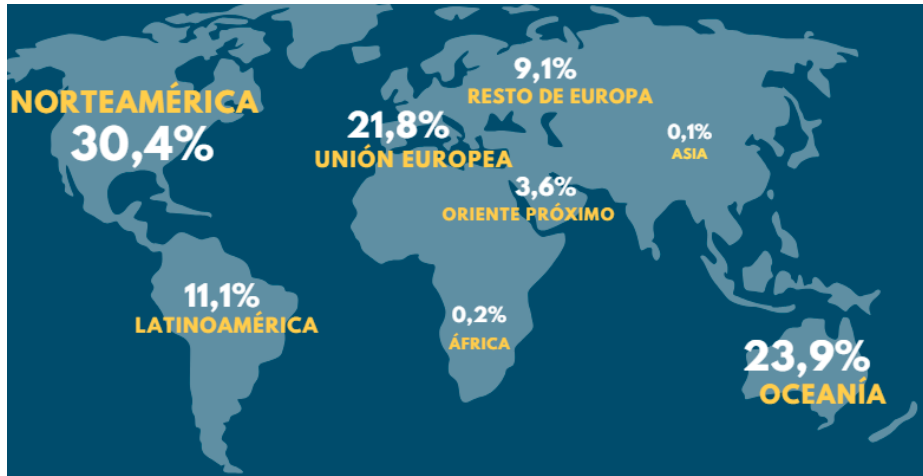 NORTEAMÉRICA
30,4%
9,1%
RESTO DE EUROPA
21,8%
UNIÓN EUROPEA
0,1%
ASIA
3,6%
ORIENTE PRÓXIMO
11,1%
LATINOAMÉRICA
0,2%
ÁFRICA
23,9%
OCEANÍA